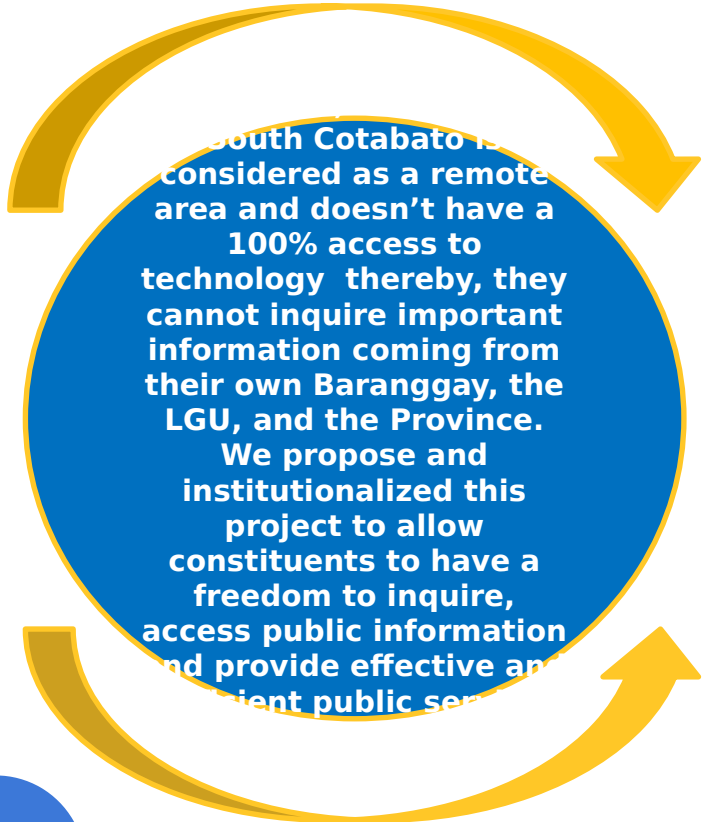 South Cotabato is
considered as a remote
area and doesn’t have a
100% access to
technology  thereby, they
cannot inquire important
information coming from
their own Baranggay, the
LGU, and the Province.
We propose and
institutionalized this
project to allow
constituents to have a
freedom to inquire,
access public information
and provide effective and
public